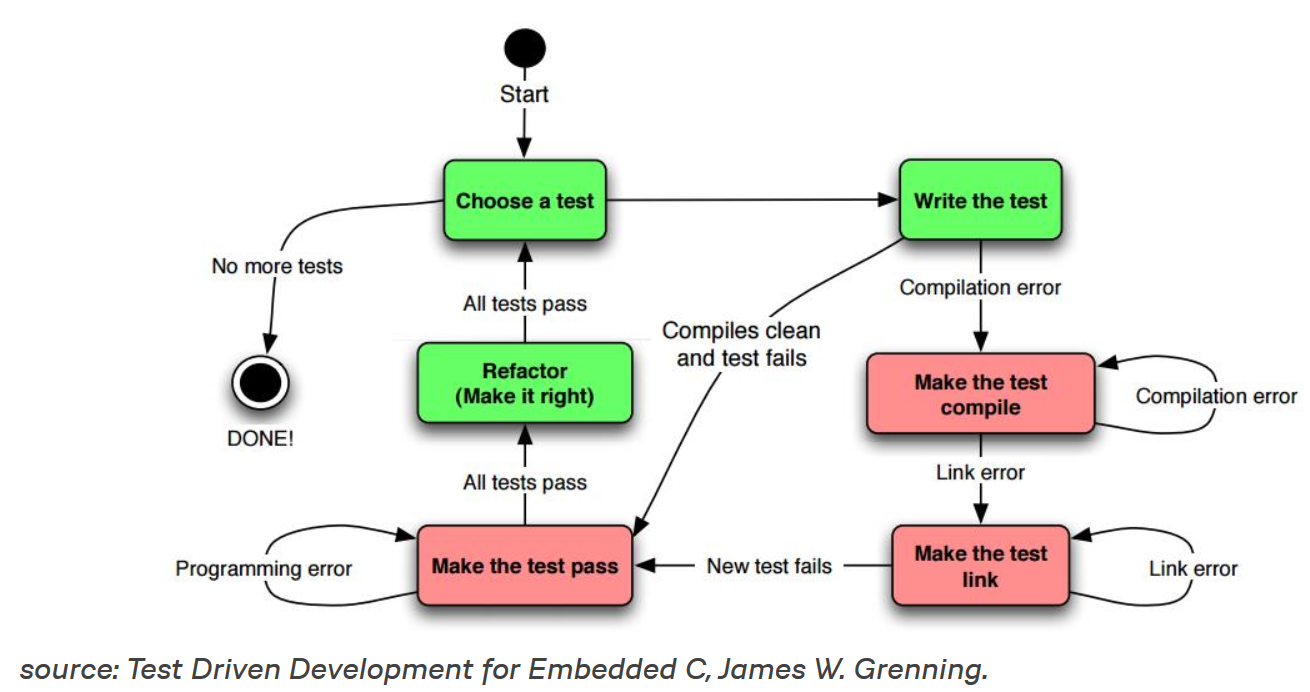 Start
Choose a test
Write the test
No more tests
Compilation error
All tests pass
Compiles clean
and test fails
Refactor
(Make it right)
Make the test
compile
Compilation error
DONE!
All tests pass
Link error
Programming error
Make the test pass
New test fails
Make the test
link
Link error
source: Test Driven Development for Embedded C, James W. Grenning.